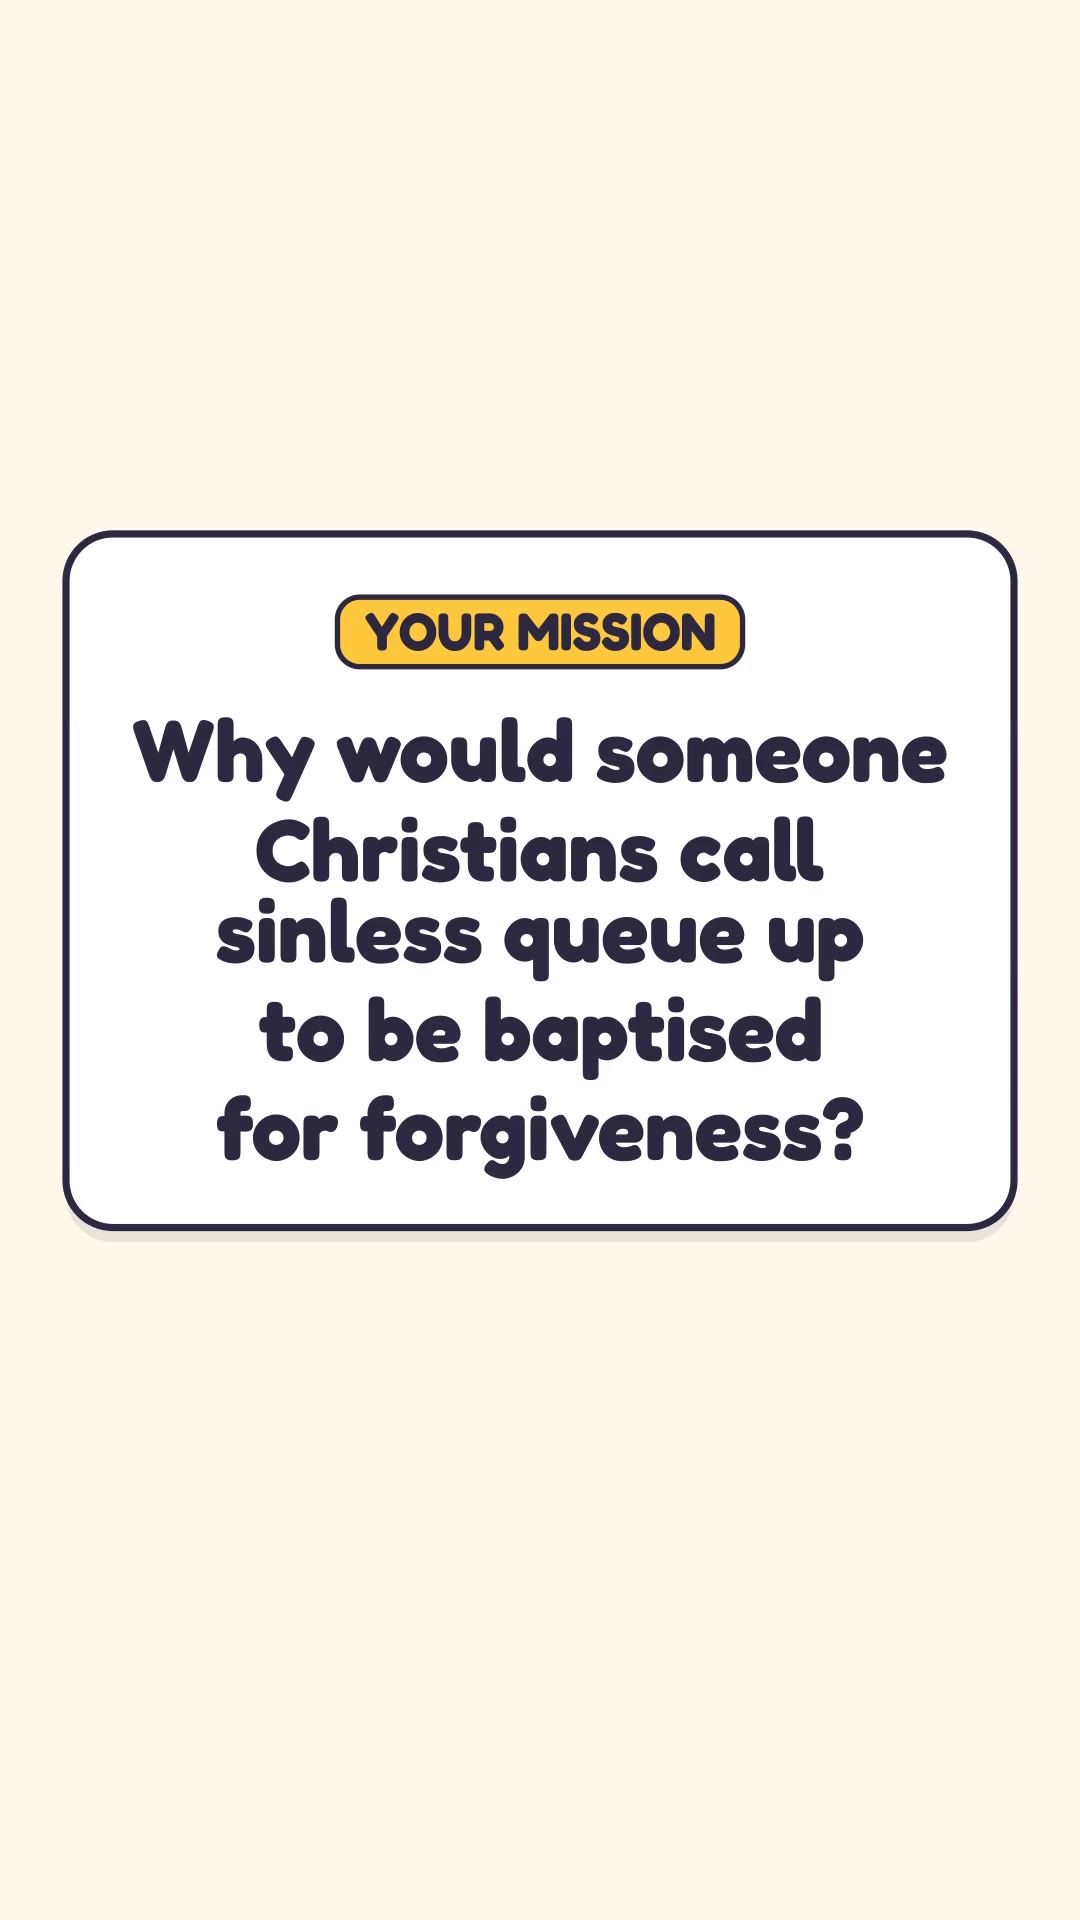 YOUR MISSION
Why would someone
Christians call
sinless queue up
to be baptised
for forgiveness?